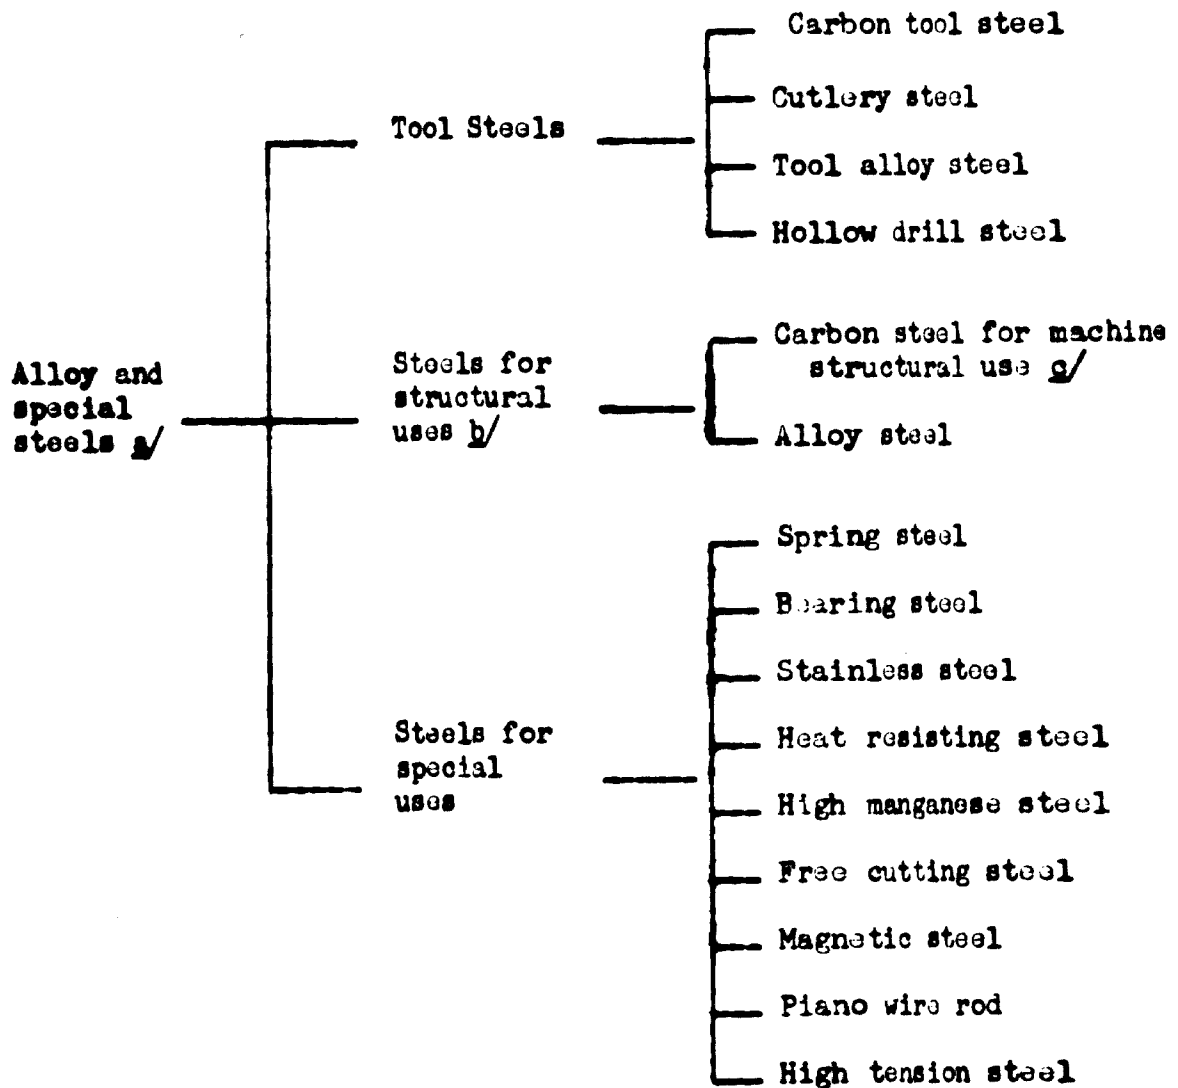 Alloy and
special
steels a/
Tool Steels
Carbon tool steel
Cutlery steel
Tool alloy steel
Hollow drill steel
Steels for
structural
uses b/
Carbon steel for machine
structural use c/
Alloy steel
Steels for
special
uses
Spring steel
Bearing steel
Stainless steel
Heat resisting steel
High manganese steel
Free cutting steel
Magnetic steel
Piano wire rod
High tension steel